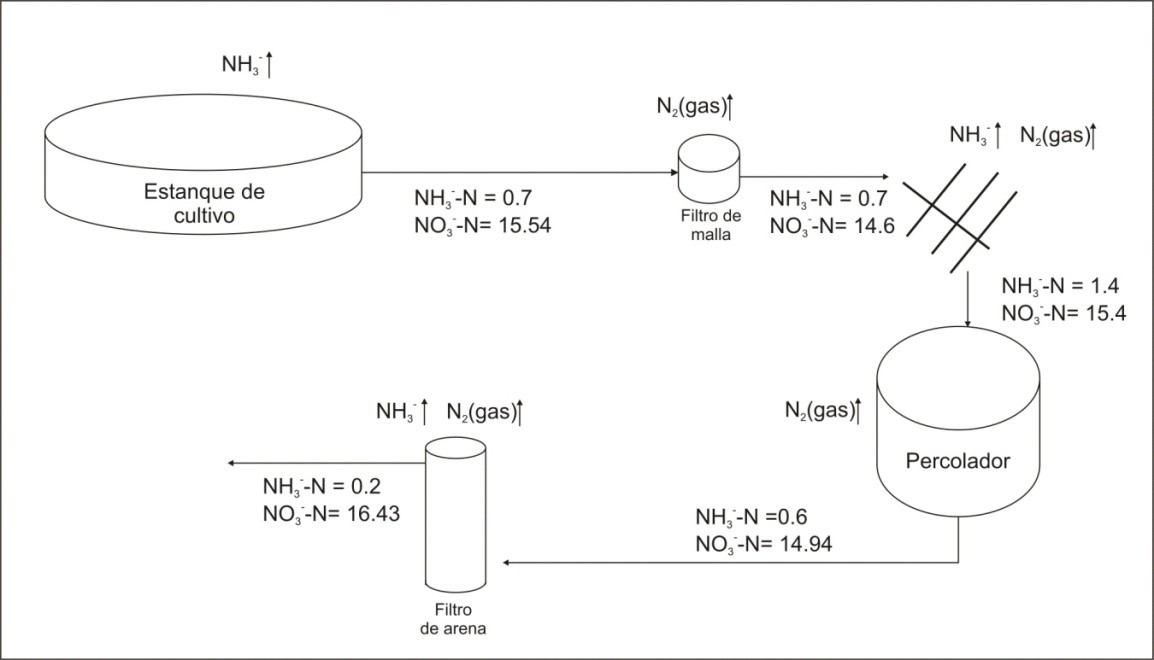 NH₃⁻↑
Estanque de
cultivo
NH₃⁻-N = 0.7
NO₃⁻-N= 15.54
N₂(gas)↑
Filtro de
malla
NH₃⁻-N = 0.7
NO₃⁻-N= 14.6
NH₃⁻↑ N₂(gas)↑
NH₃⁻-N = 1.4
NO₃⁻-N= 15.4
N₂(gas)↑
Percolador
NH₃⁻-N =0.6
NO₃⁻-N= 14.94
NH₃⁻↑ N₂(gas)↑
Filtro
de arena
NH₃⁻-N = 0.2
NO₃⁻-N= 16.43